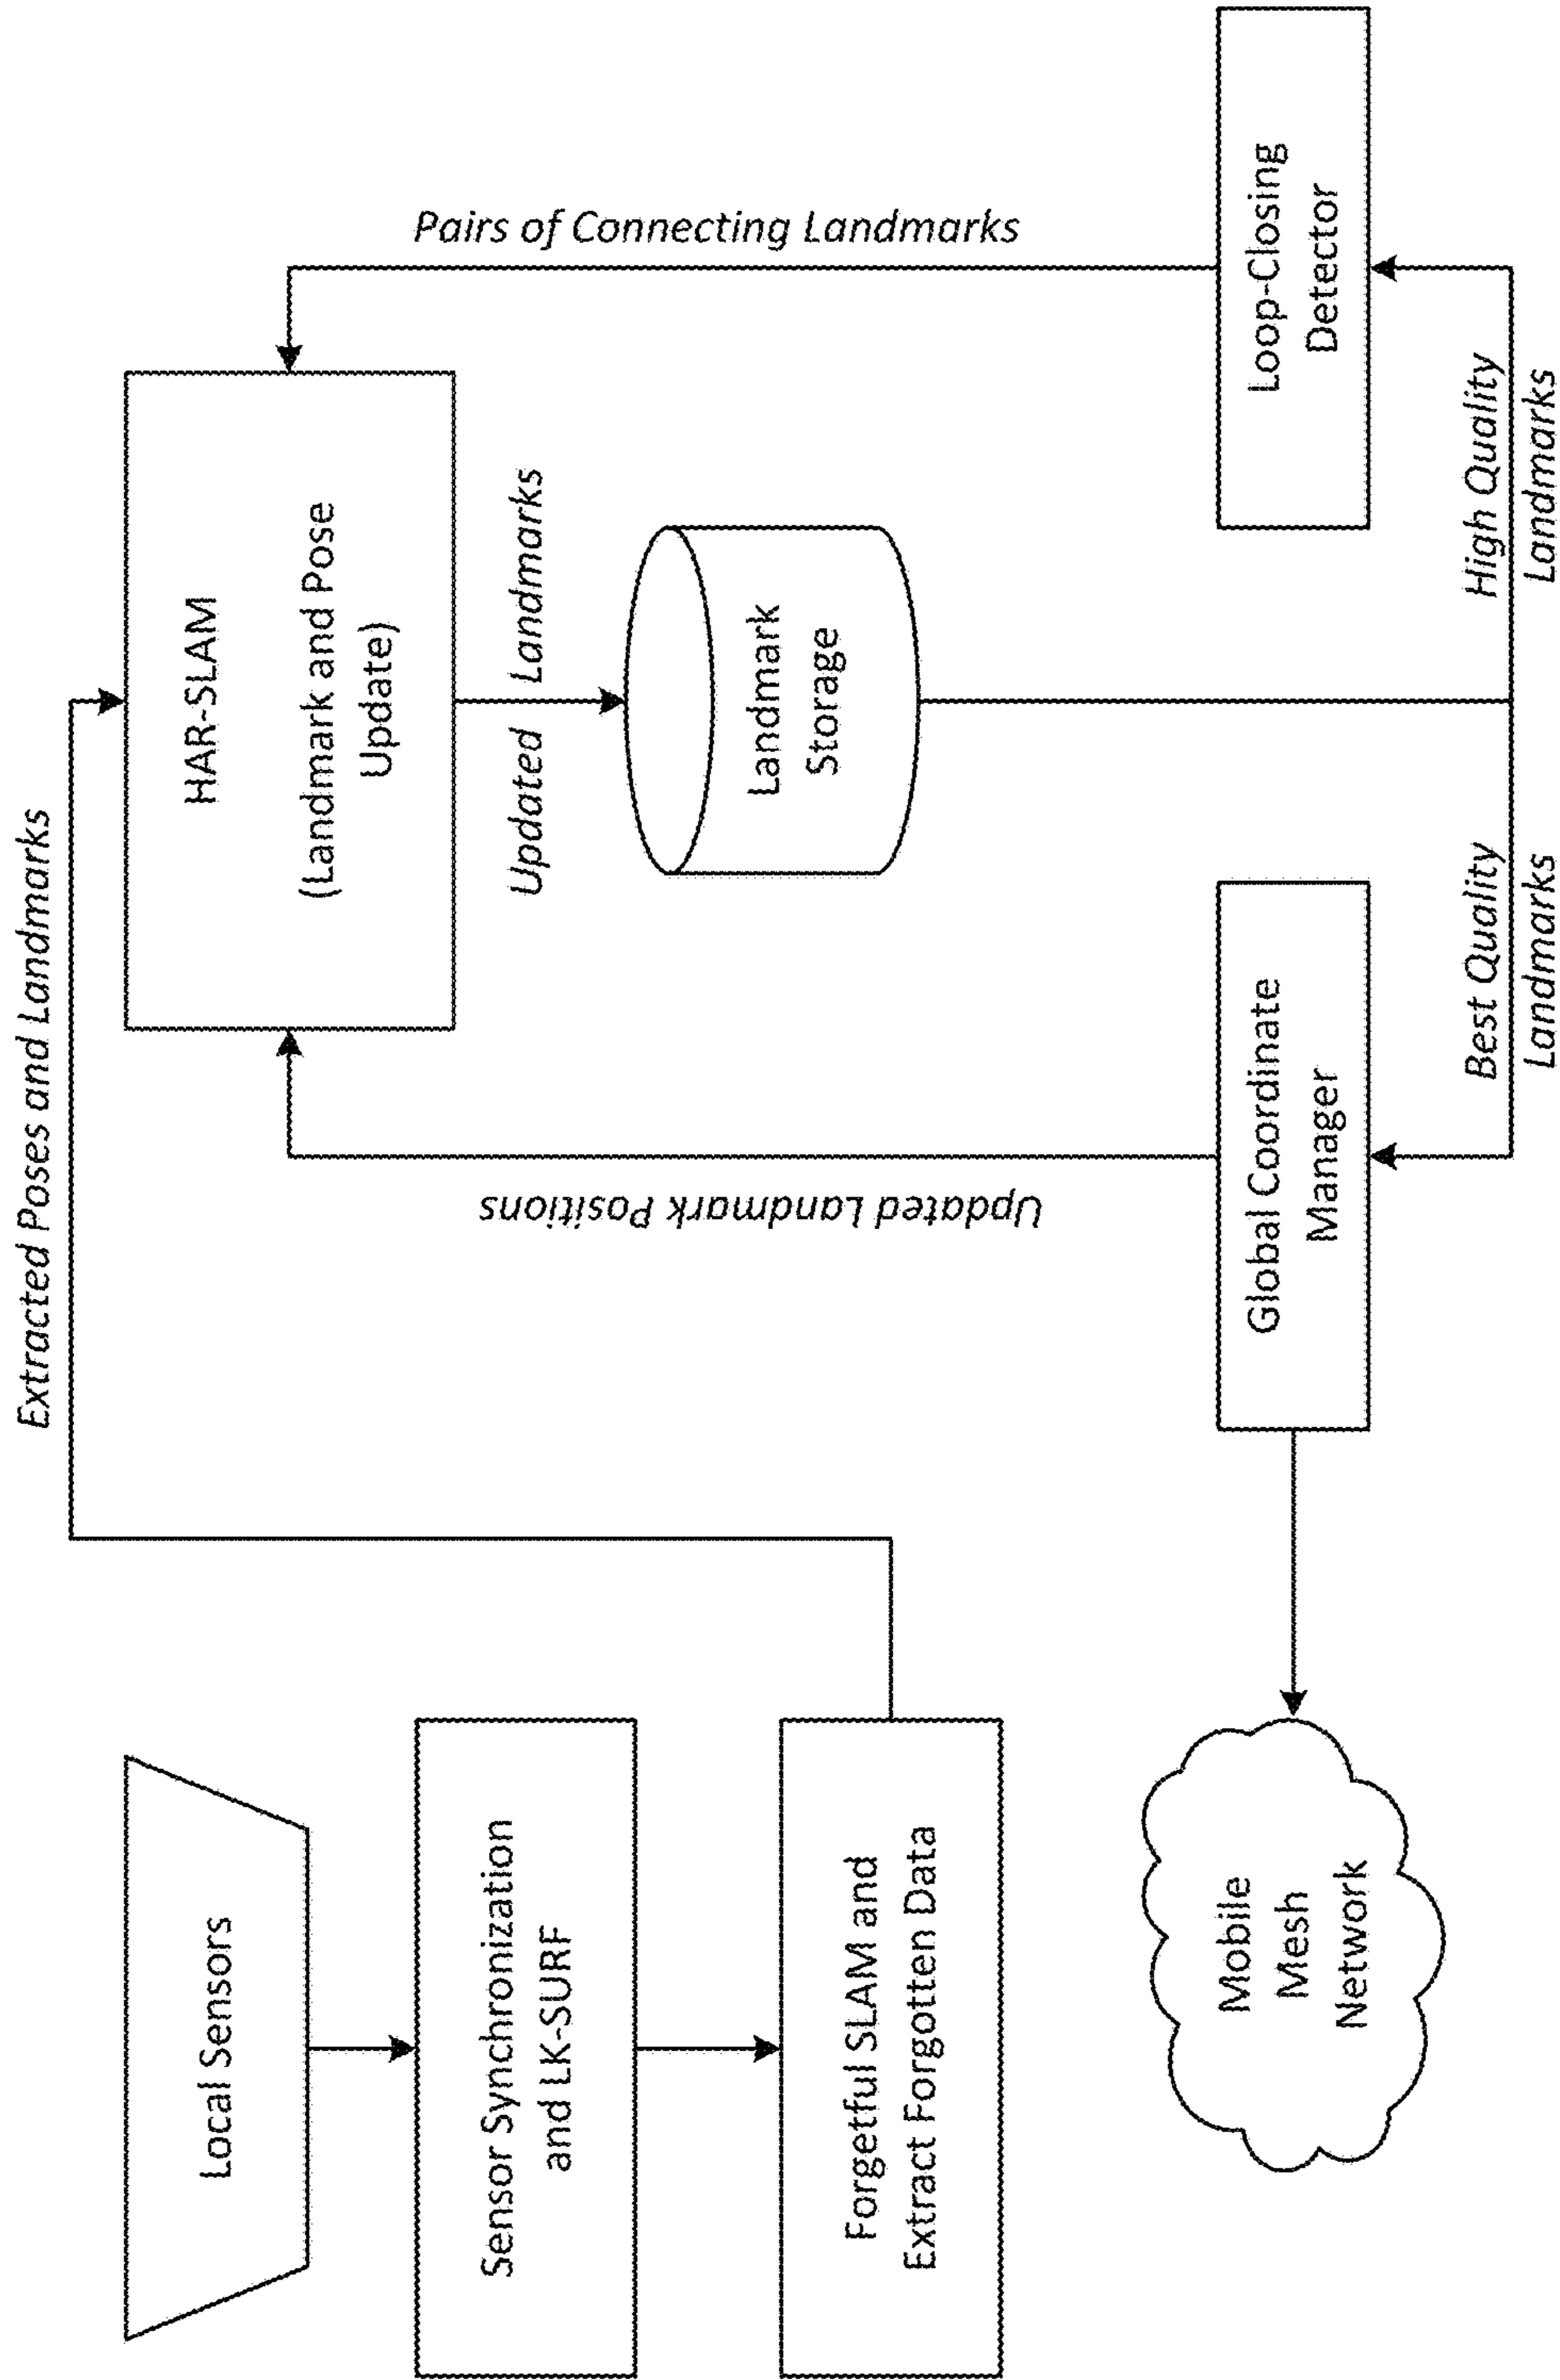 Local Sensors
Sensor Synchronization
and LK-SURF
Forgetful SLAM and
Extract Forgotten Data
Extracted Poses and Landmarks
HAR-SLAM
(Landmark and Pose
Update)
Updated Landmarks
Landmark
Storage
Updated Landmark Positions
Pairs of Connecting Landmarks
Mobile
Mesh
Network
Global Coordinate
Manager
Loop-Closing
Detector
Best Quality
Landmarks
High Quality
Landmarks